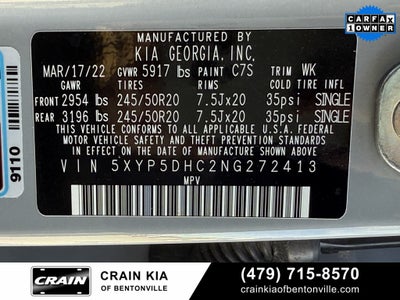 MANUFACTURED BY
KIA GEORGIA, INC.
MAR/17/22 GVWR 5917 lbs PAINT C7S TRIM WK
GAWR TIRES RIMS COLD TIRE INFL
FRONT 2954 lbs 245/50R20 7.5Jx20 35psi SINGLE
REAR 3196 lbs 245/50R20 7.5Jx20 35psi SINGLE
THIS VEHICLE CONFORMS TO ALL APPLICABLE U.S.A. FEDERAL
MOTOR VEHICLE SAFETY AND THEFT PREVENTION STANDARDS
IN EFFECT ON THE DATE OF MANUFACTURE SHOWN ABOVE.
VIN 5XYP5DHC2NG272413
MPV
9110
CARFAX
1 OWNER
CRAIN
CRAIN KIA
OF BENTONVILLE
(479) 715-8570
crainkiaofbentonville.com